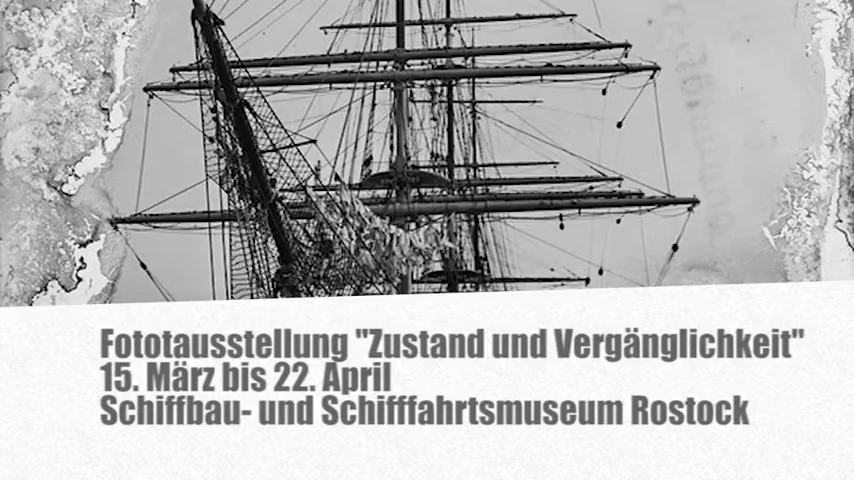 Fototausstellung "Zustand und Vergänglichkeit"
15. März bis 22. April
Schiffbau- und Schifffahrtsmuseum Rostock